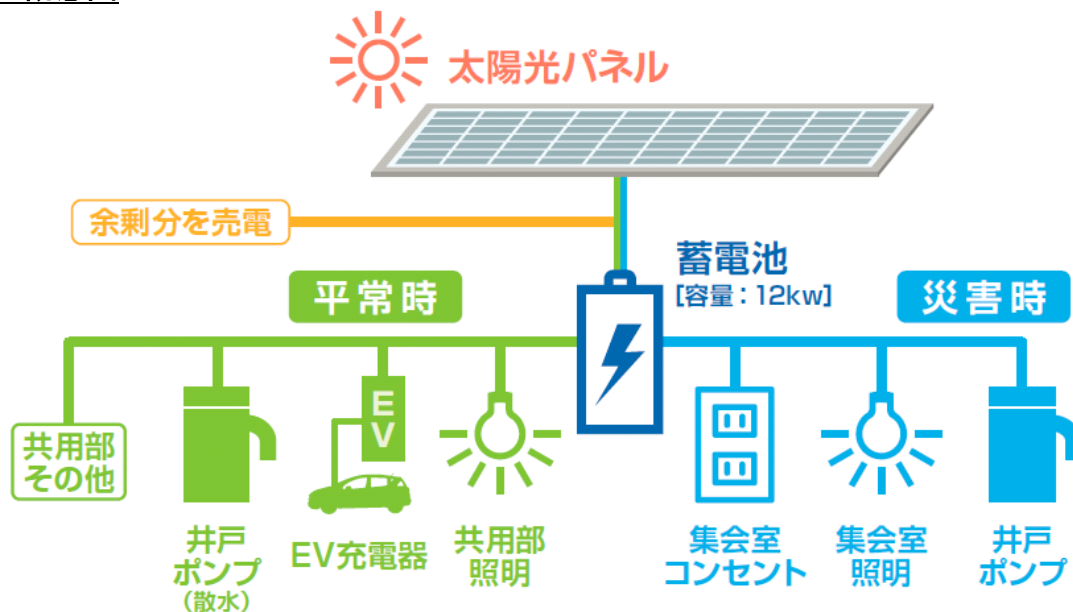 太陽光パネル
余剰分を売電
蓄電池
[容量：12kw]
平常時
災害時
EV
共用部
その他
井戸
ポンプ
（散水）
EV充電器
共用部
照明
集会室
コンセント
集会室
照明
井戸
ポンプ